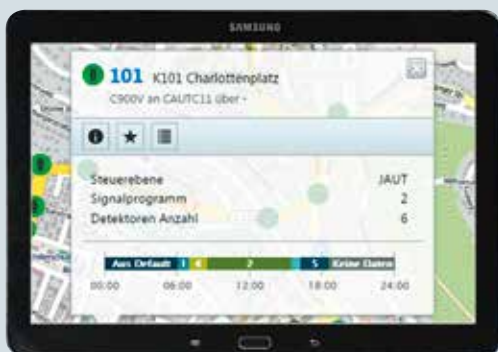 SAMSUNG
101 K101 Charlottenplatz
C900V an CAUTC11 über -
Steuerebene JAUT
Signalprogramm 2
Detektoren Anzahl 6
Aus Default 1 4 2 5 Keine Daten
00:00 06:00 12:00 18:00 24:00